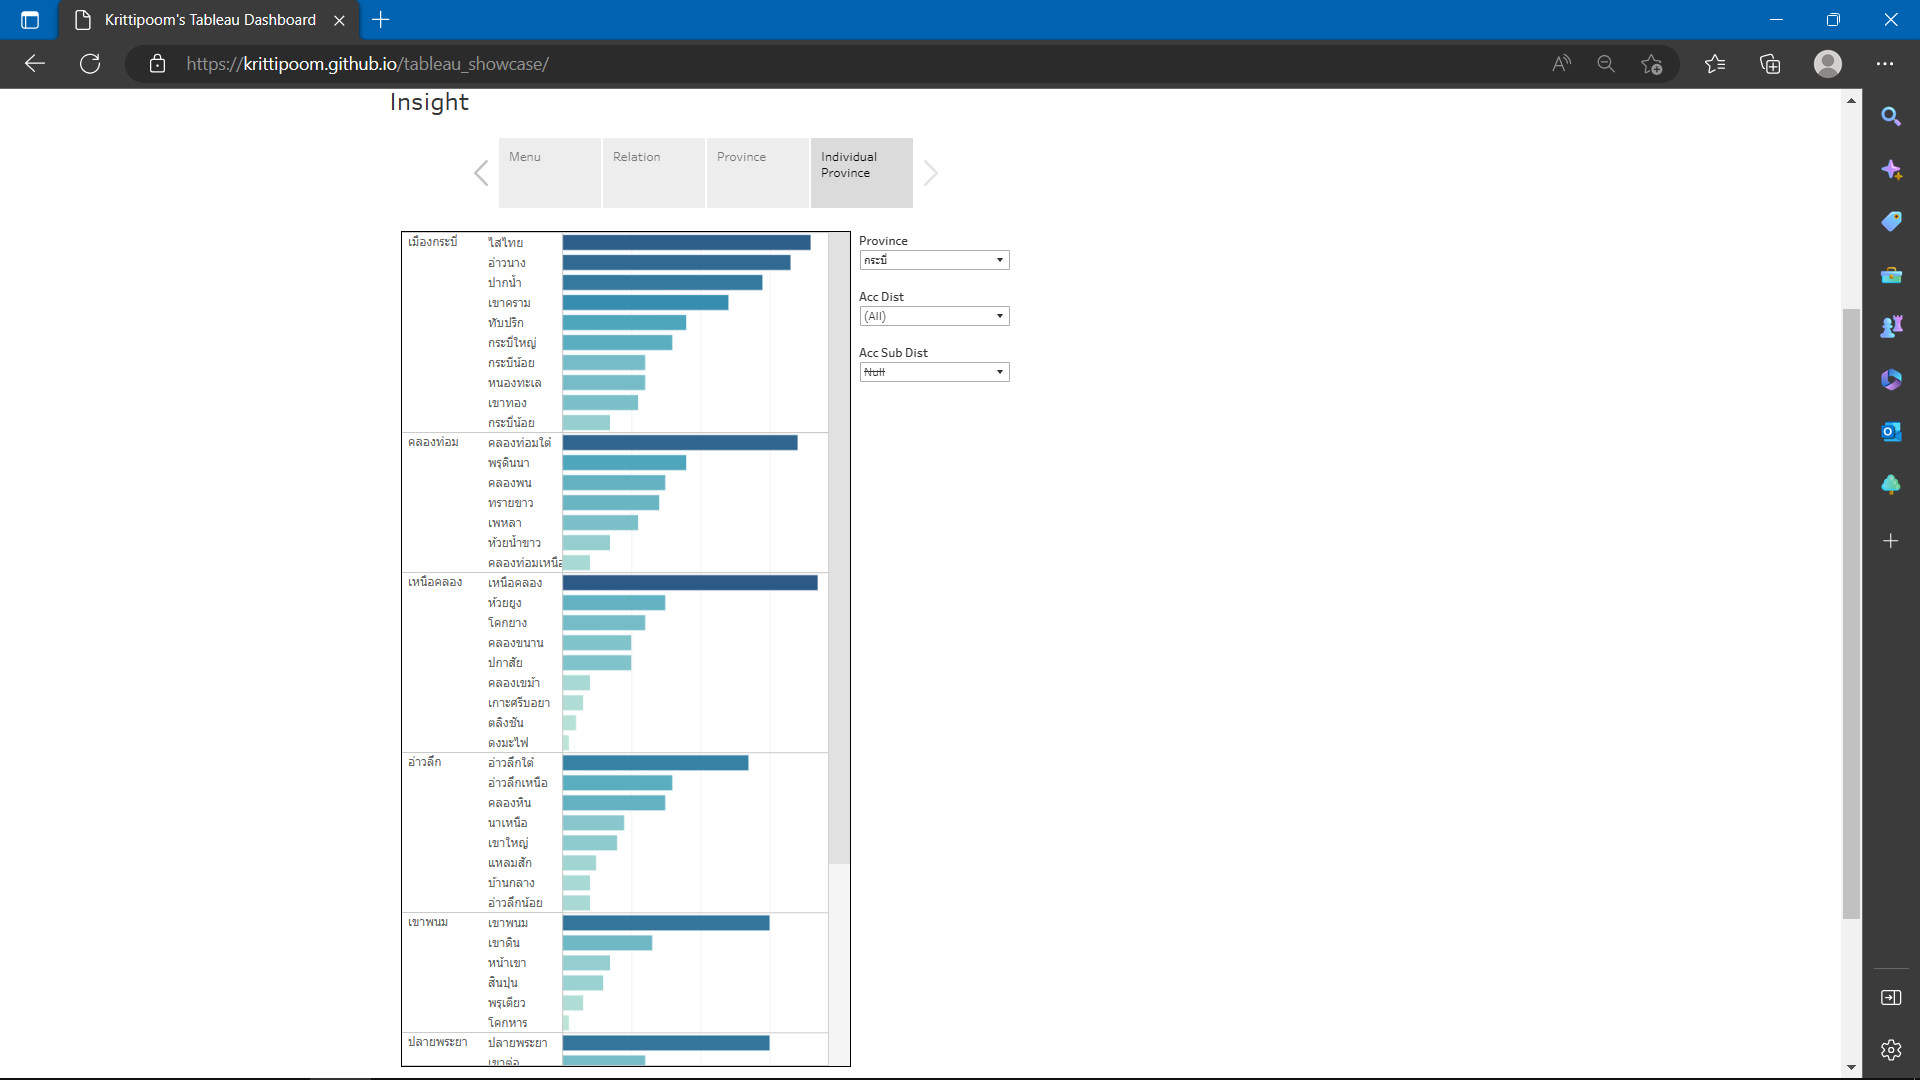 Krittipoom's Tableau Dashboard
https://krittipoom.github.io/tableau_showcase/
Insight
Menu
Relation
Province
Individual
Province
เมืองกระบี่
ไสไทย
อ่าวนาง
ปากน้ำ
เขาคราม
ทับปริก
กระบี่ใหญ่
กระบี่น้อย
หนองทะเล
เขาทอง
กระบี่น้อย
คลองท่อม
คลองท่อมใต้
พรุดินนา
คลองพน
ทรายขาว
เพหลา
ห้วยน้ำขาว
คลองท่อมเหนือ
เหนือคลอง
เหนือคลอง
ห้วยยูง
โคกยาง
คลองขนาน
ปกาสัย
คลองเขม้า
เกาะศรีบอยา
ตลิ่งชัน
ดงมะไฟ
อ่าวลึก
อ่าวลึกใต้
อ่าวลึกเหนือ
คลองหิน
นาเหนือ
เขาใหญ่
แหลมสัก
บ้านกลาง
อ่าวลึกน้อย
เขาพนม
เขาพนม
เขาดิน
หน้าเขา
สินปุน
พรุเตียว
โคกหาร
ปลายพระยา
ปลายพระยา
เขาต่อ
Province
กระบี่
Acc Dist
(All)
Acc Sub Dist
Null